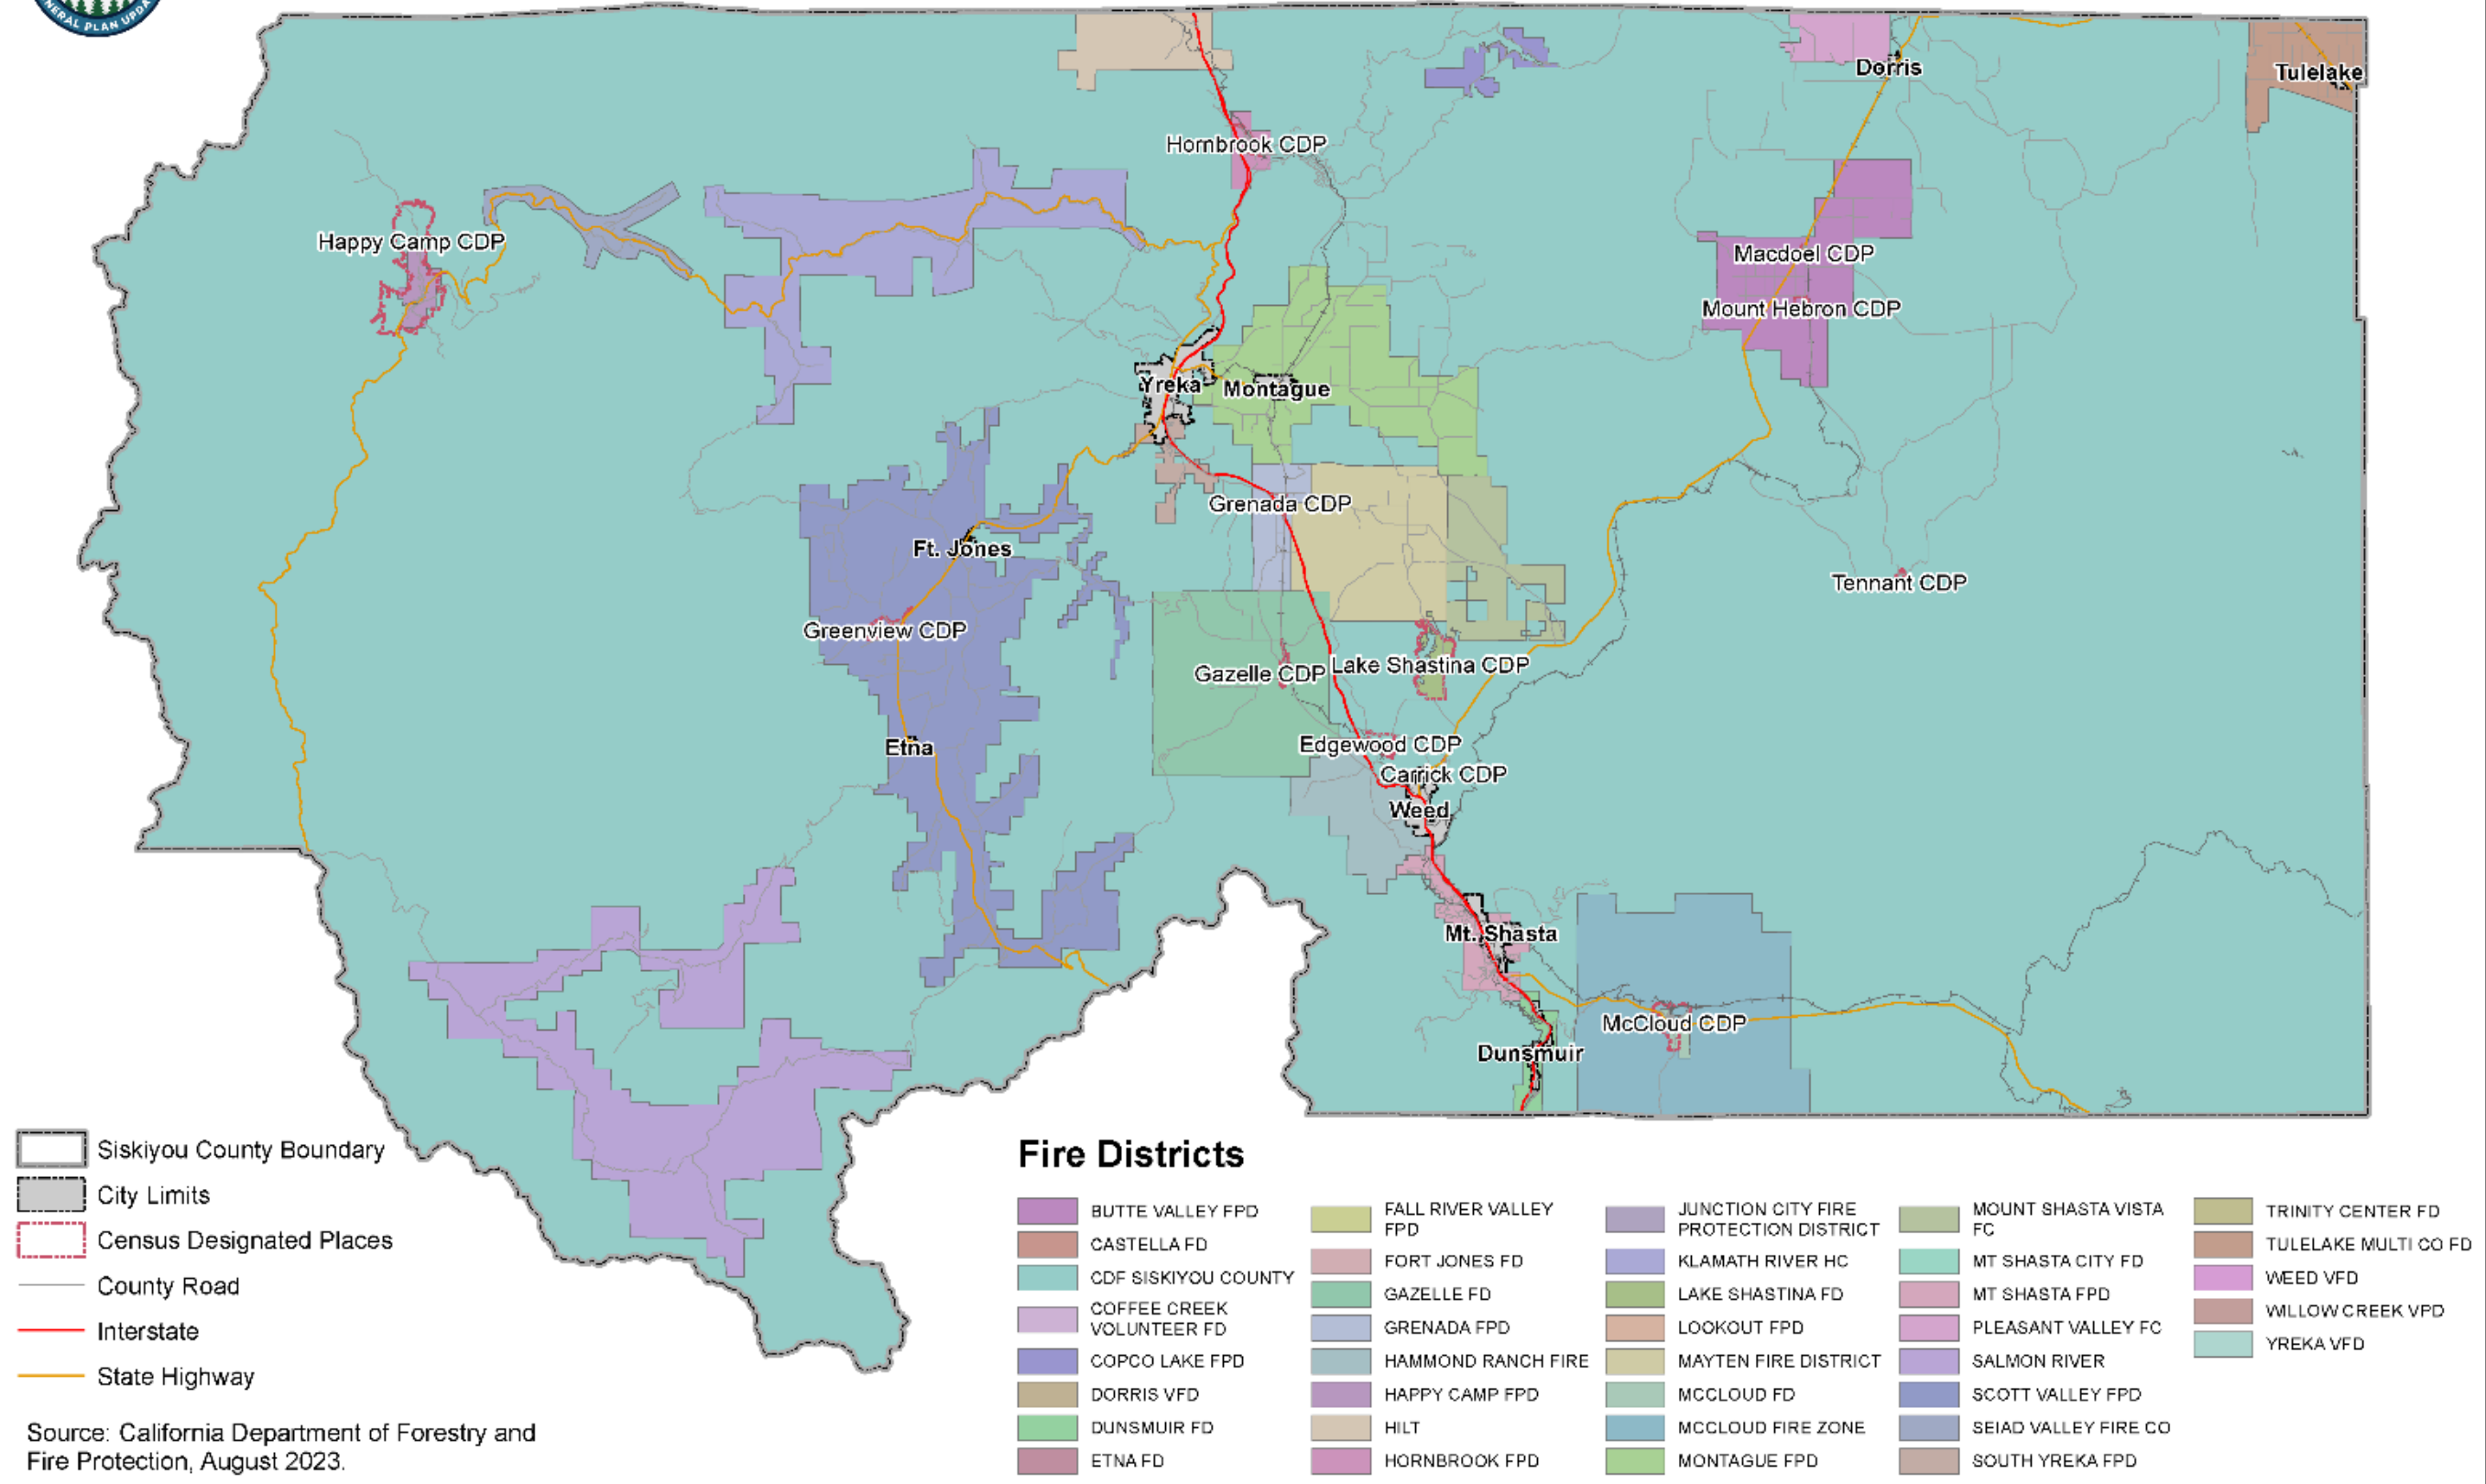 NERAL PLAN UPDA
Dorris
Tulelake
Hornbrook CDP
Happy Camp CDP
Macdoel CDP
Mount Hebron CDP
Yreka
Montague
Grenada CDP
Ft. Jones
Tennant CDP
Greenview CDP
Gazelle CDP
Lake Shastina CDP
Etna
Edgewood CDP
Carrick CDP
Weed
Mt. Shasta
McCloud CDP
Dunsmuir
Siskiyou County Boundary
City Limits
Census Designated Places
County Road
Interstate
State Highway
Source: California Department of Forestry and
Fire Protection, August 2023.
Fire Districts
BUTTE VALLEY FPD
CASTELLA FD
CDF SISKIYOU COUNTY
COFFEE CREEK
VOLUNTEER FD
COPCO LAKE FPD
DORRIS VFD
DUNSMUIR FD
ETNA FD
FALL RIVER VALLEY
FPD
FORT JONES FD
GAZELLE FD
GRENADA FPD
HAMMOND RANCH FIRE
HAPPY CAMP FPD
HILT
HORNBROOK FPD
JUNCTION CITY FIRE
PROTECTION DISTRICT
KLAMATH RIVER HC
LAKE SHASTINA FD
LOOKOUT FPD
MAYTEN FIRE DISTRICT
MCCLOUD FD
MCCLOUD FIRE ZONE
MONTAGUE FPD
MOUNT SHASTA VISTA
FC
MT SHASTA CITY FD
MT SHASTA FPD
PLEASANT VALLEY FC
SALMON RIVER
SCOTT VALLEY FPD
SEIAD VALLEY FIRE CO
SOUTH YREKA FPD
TRINITY CENTER FD
TULELAKE MULTI CO FD
WEED VFD
WILLOW CREEK VPD
YREKA VFD